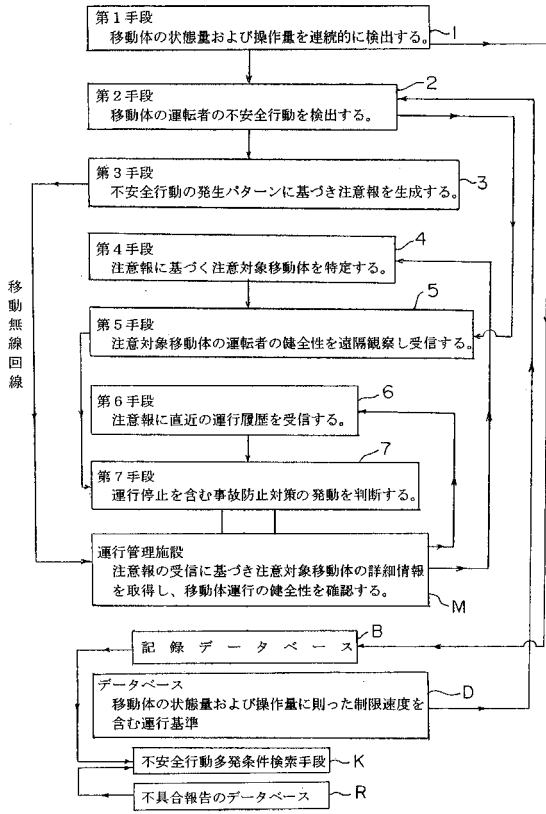 第１手段
移動体の状態量および操作量を連続的に検出する。
1
第２手段
移動体の運転者の不安全行動を検出する。
2
第３手段
不安全行動の発生パターンに基づき注意報を生成する。
3
第４手段
注意報に基づく注意対象移動体を特定する。
4
移動無線回線
第５手段
注意対象移動体の運転者の健全性を遠隔観察し受信する。
5
第６手段
注意報に直近の運行履歴を受信する。
6
第７手段
運行停止を含む事故防止対策の発動を判断する。
7
運行管理施設
注意報の受信に基づき注意対象移動体の詳細情報
を取得し、移動体運行の健全性を確認する。
M
記録データベース
B
データベース
移動体の状態量および操作量に則った制限速度を
含む運行基準
D
不安全行動多発条件検索手段
K
不具合報告のデータベース
R